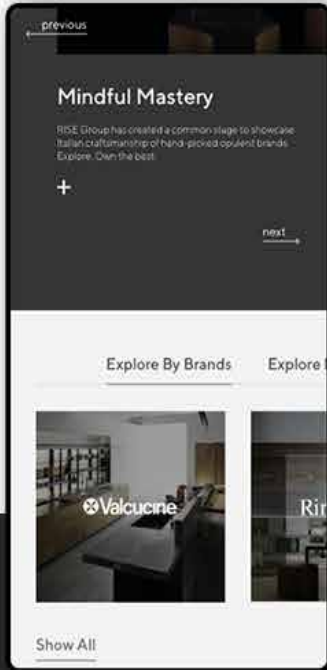 previous
Mindful Mastery
RISE Group has created a common stage to showcase
Italian craftsmanship of hand-picked opulent brands.
Explore. Own the best.
+
next
Explore By Brands
Explore
Valcucine
Show All